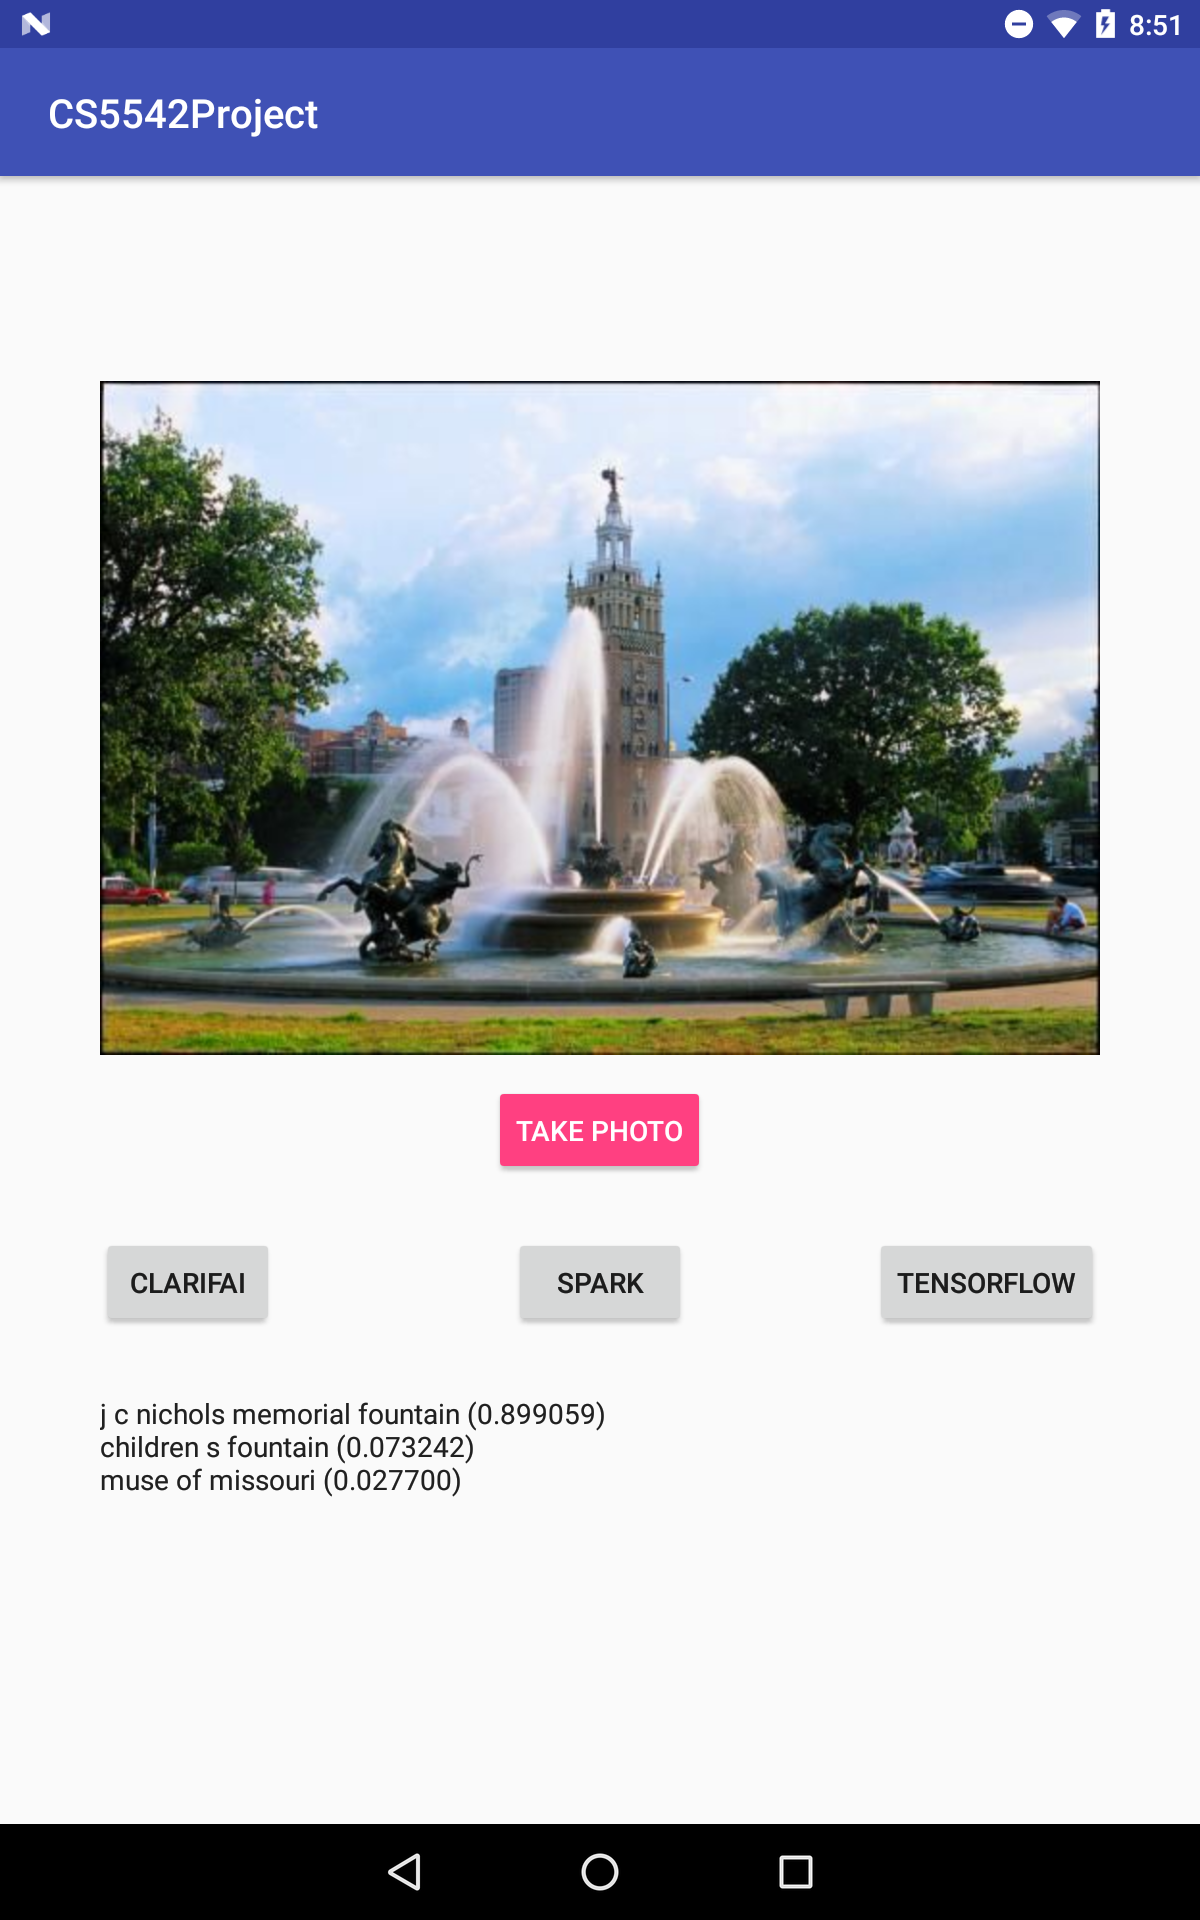 8:51
CS5542Project
TAKE PHOTO
CLARIFAI SPARK TENSORFLOW
j c nichols memorial fountain (0.899059)
children s fountain (0.073242)
muse of missouri (0.027700)